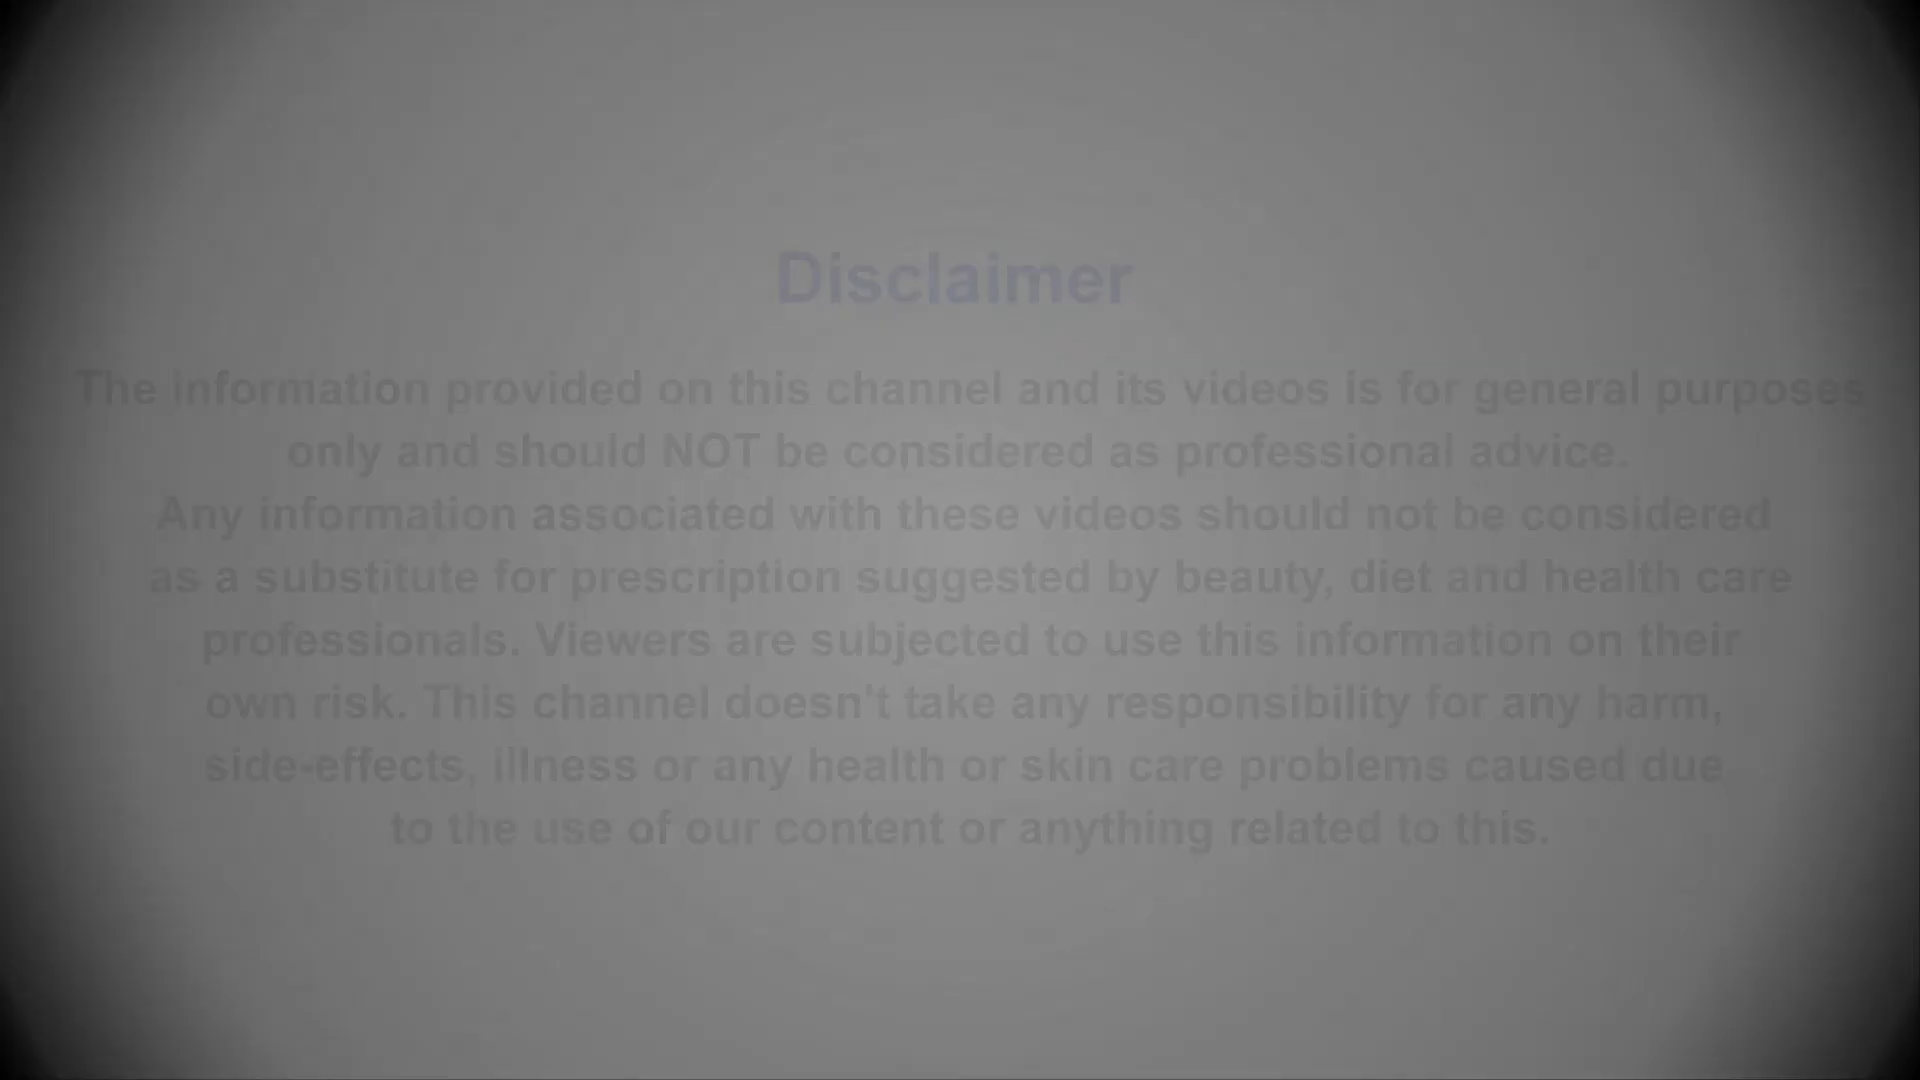 Disclaimer
The information provided on this channel and its videos is for general purposes
only and should NOT be considered as professional advice.
Any information associated with these videos should not be considered
as a substitute for prescription suggested by beauty, diet and health care
professionals. Viewers are subjected to use this information on their
own risk. This channel doesn't take any responsibility for any harm,
side-effects, illness or any health or skin care problems caused due
to the use of our content or anything related to this.